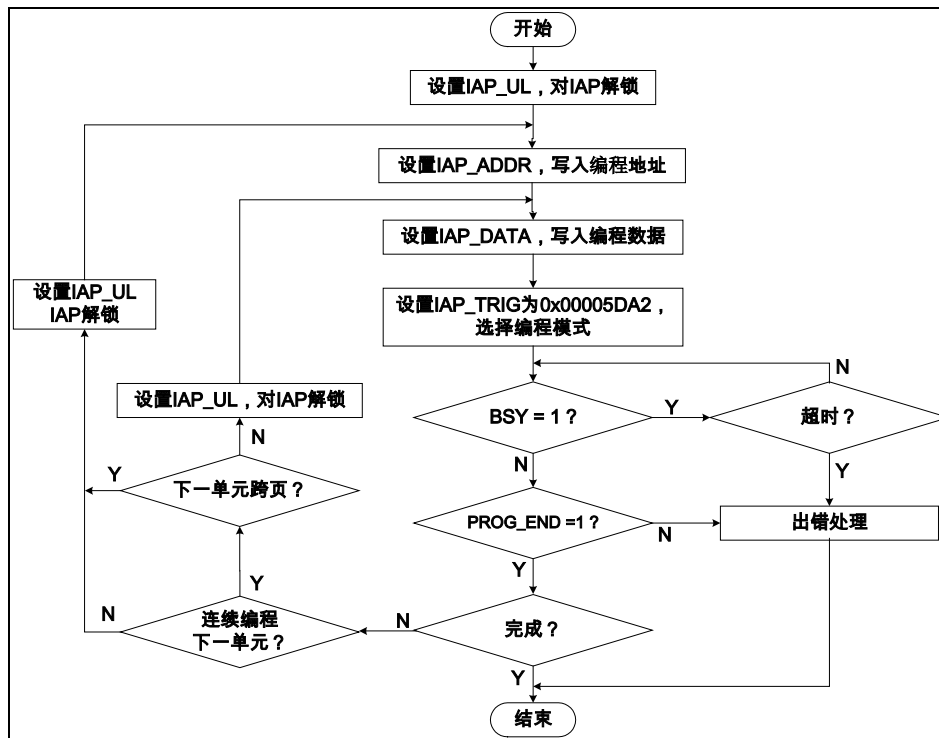 开始
设置IAP_UL，对IAP解锁
设置IAP_ADDR，写入编程地址
设置IAP_DATA，写入编程数据
设置IAP_UL
IAP解锁
设置IAP_TRIG为0x00005DA2，
选择编程模式
N
设置IAP_UL，对IAP解锁
BSY = 1？
Y
超时？
N
Y
N
Y
下一单元跨页？
PROG_END =1？
N
出错处理
Y
Y
N
连续编程
下一单元？
N
完成？
Y
结束